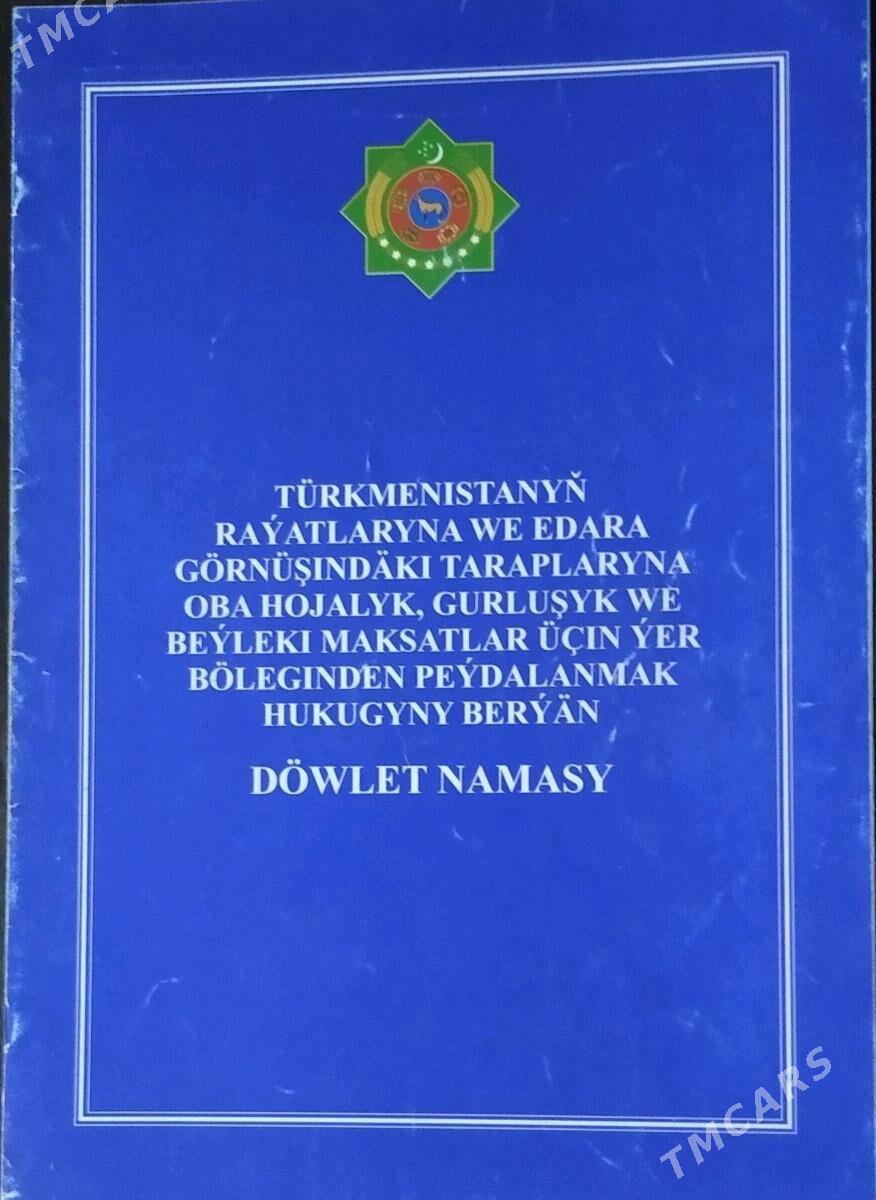 TMCA
TÜRKMENISTANYŇ
RAÝATLARYNA WE EDARA
GÖRNÜŞINDÄKI TARAPLARYNA
OBA HOJALYK, GURLUŞYK WE
BEÝLEKI MAKSATLAR ÜÇIN ÝER
BÖLEGINDEN PEÝDALANMAK
HUKUGYNY BERÝÄN
DÖWLET NAMASY
TMCARS